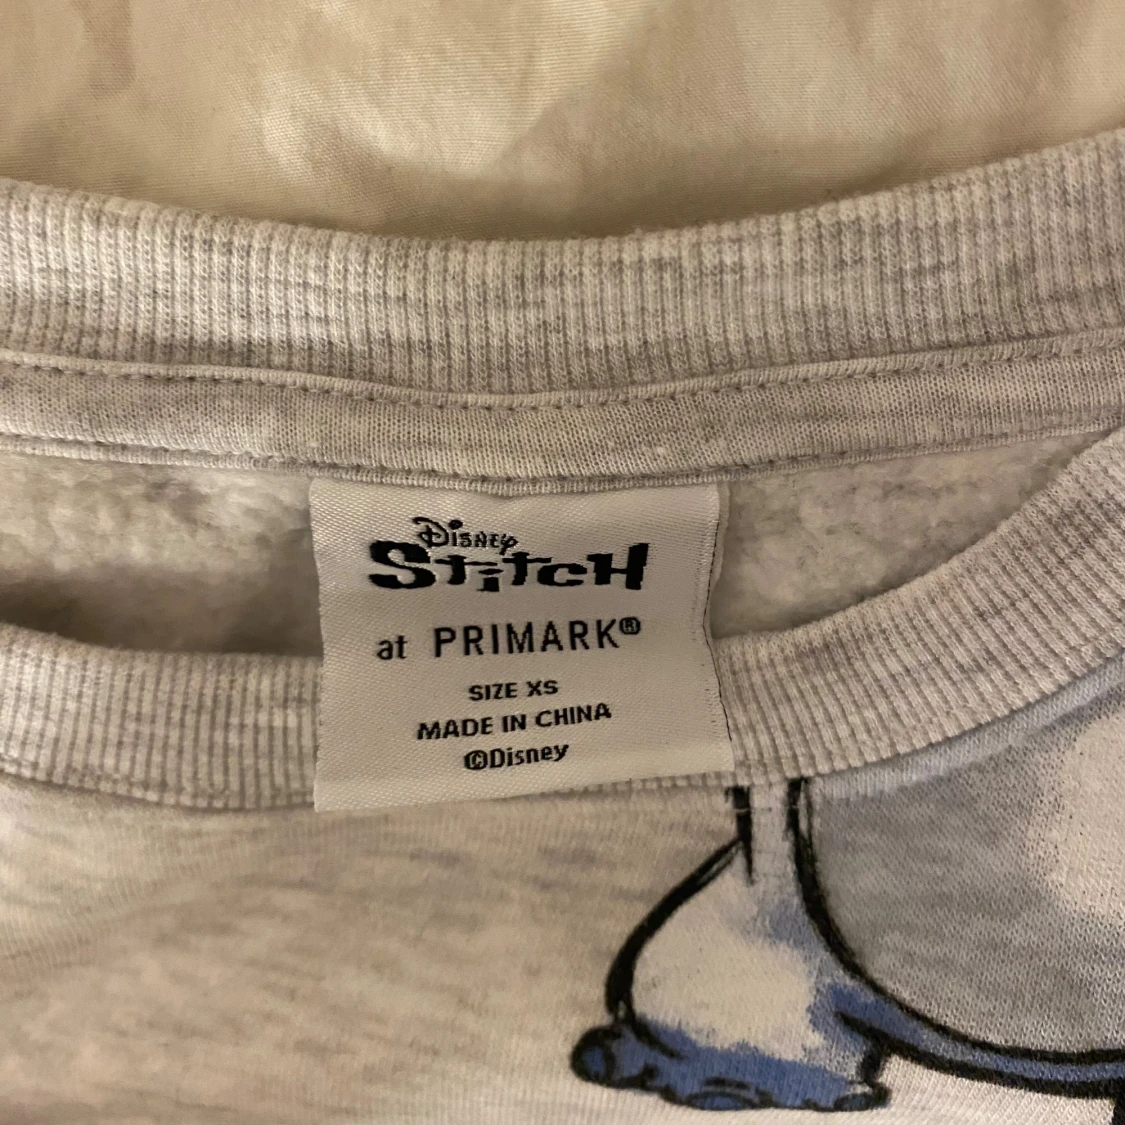 Disney
Stitch
at PRIMARK®
SIZE XS
MADE IN CHINA
©Disney